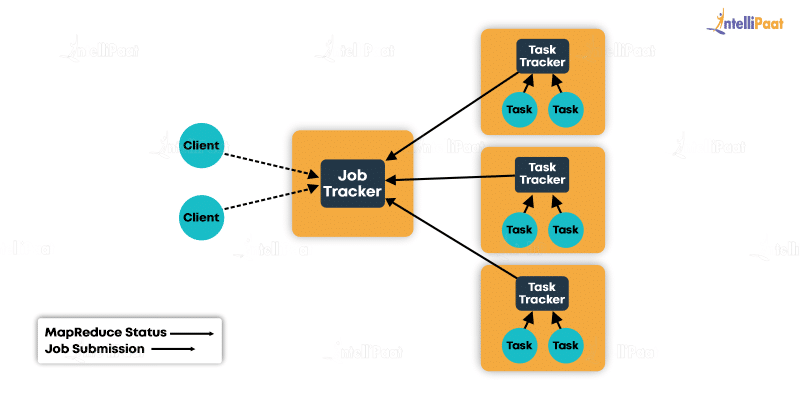 IntelliPaat
Task
Tracker
Task Task
Client
Job
Tracker
Task
Tracker
Task Task
Client
Task
Tracker
Task Task
MapReduce Status
Job Submission